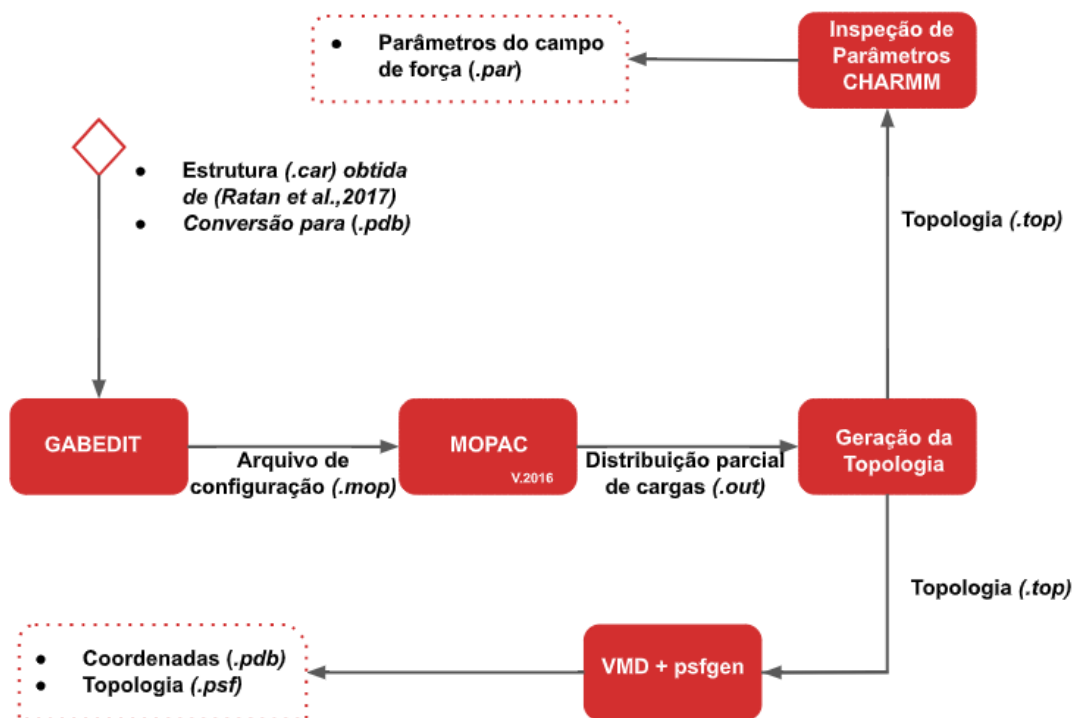 ● Parâmetros do campo
de força (.par)
Inspeção de
Parâmetros
CHARMM
● Estrutura (.car) obtida
de (Ratan et al.,2017)
● Conversão para (.pdb)
Topologia (.top)
GABEDIT
Arquivo de
configuração (.mop)
MOPAC
V.2016
Distribuição parcial
de cargas (.out)
Geração da
Topologia
Topologia (.top)
● Coordenadas (.pdb)
● Topologia (.psf)
VMD + psfgen